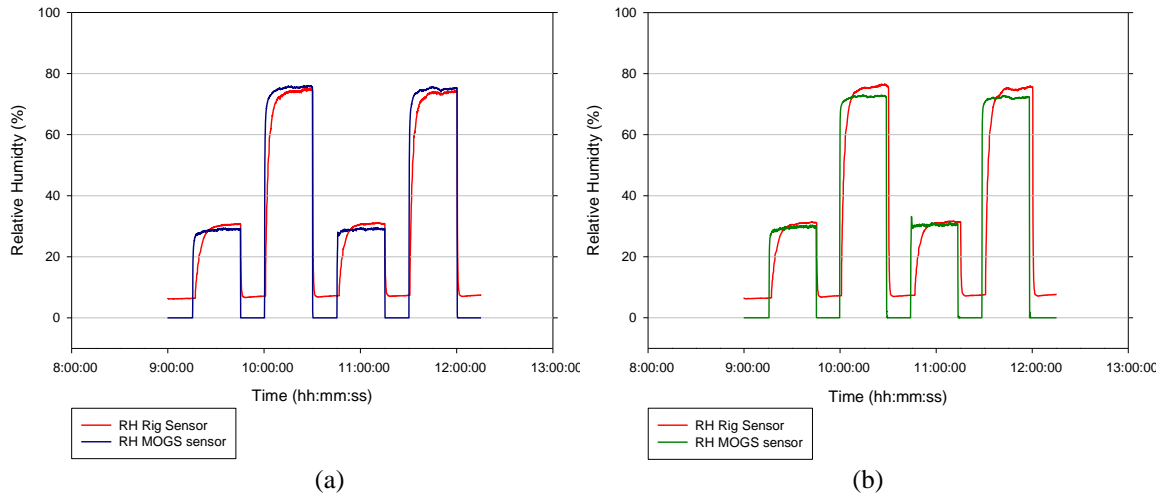 100
80
60
40
20
0
Relative Humidty (%)
8:00:00 9:00:00 10:00:00 11:00:00 12:00:00 13:00:00
Time (hh:mm:ss)
RH Rig Sensor
RH MOGS sensor
(a)
100
80
60
40
20
0
Relative Humidty (%)
8:00:00 9:00:00 10:00:00 11:00:00 12:00:00 13:00:00
Time (hh:mm:ss)
RH Rig Sensor
RH MOGS sensor
(b)